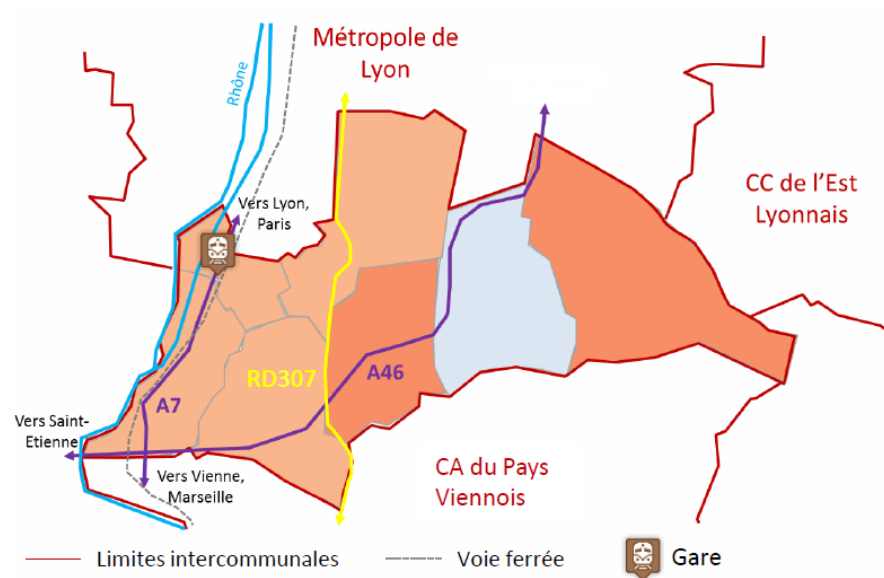 Métropole de
Lyon
Rhône
CC de l'Est
Lyonnais
Vers Lyon,
Paris
RD307
A46
A7
Vers Saint-
Etienne
Vers Vienne,
Marseille
CA du Pays
Viennois
Limites intercommunales
Voie ferrée
Gare